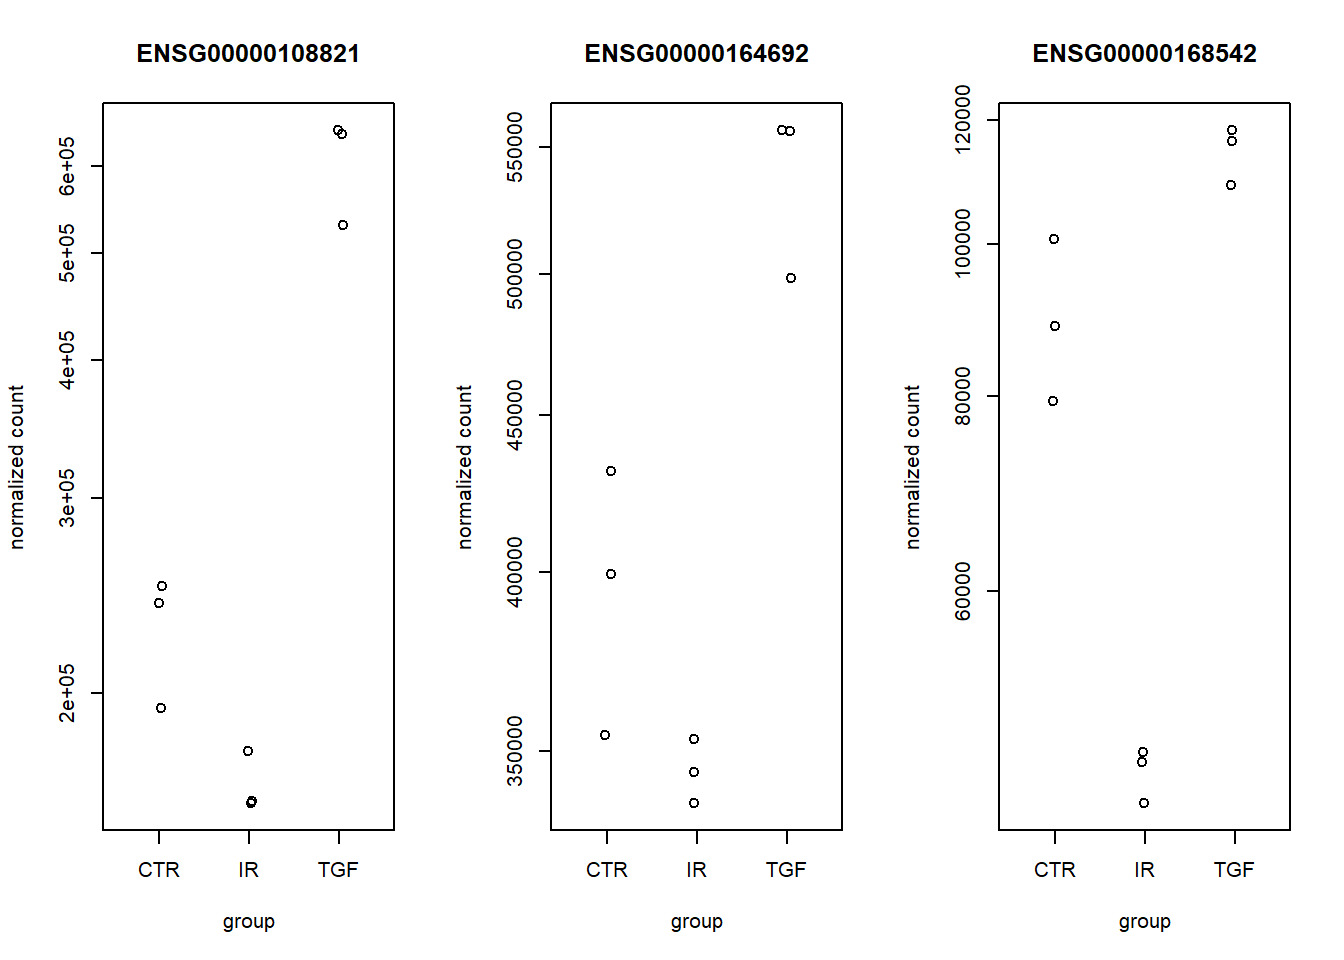 ENSG00000108821
normalized count
6e+05
5e+05
4e+05
3e+05
2e+05
CTR IR TGF
group
ENSG00000164692
normalized count
550000
500000
450000
400000
350000
CTR IR TGF
group
ENSG00000168542
normalized count
120000
100000
80000
60000
CTR IR TGF
group